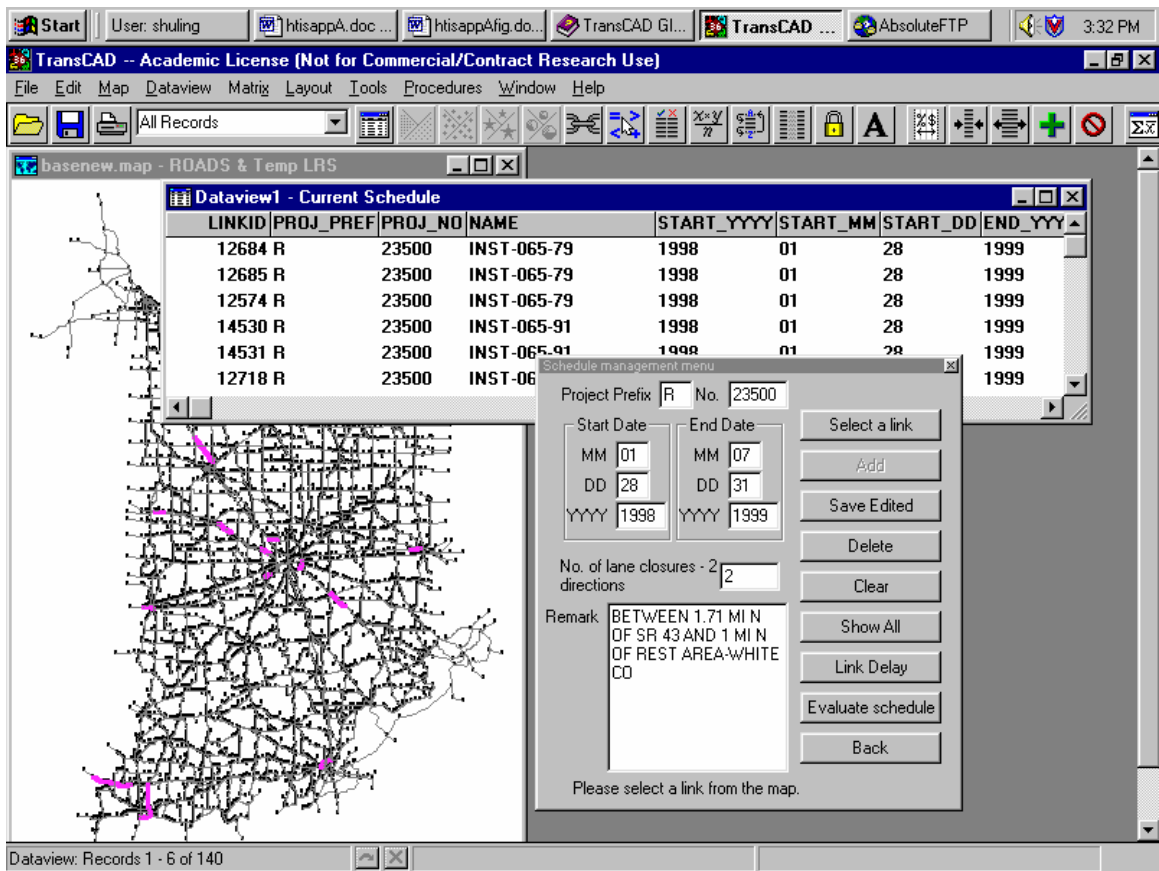 Start User: shuling htisappA.doc ... htisappAfig.do... TransCAD Gl... TransCAD ... AbsoluteFTP 3:32 PM
TransCAD -- Academic License (Not for Commercial/Contract Research Use)
File Edit Map Dataview Matrix Layout Tools Procedures Window Help
All Records
basenew.map - ROADS & Temp LRS
Dataview1 - Current Schedule
LINKID PROJ_PREF PROJ_NO NAME START_YYYY START_MM START_DD END_YYY
12684 R 23500 INST-065-79 1998 01 28 1999
12685 R 23500 INST-065-79 1998 01 28 1999
12574 R 23500 INST-065-79 1998 01 28 1999
14530 R 23500 INST-065-91 1998 01 28 1999
14531 R 23500 INST-065-91 1998 01 28 1999
12718 R 23500 INST-06 1999
Schedule management menu
Project Prefix R No. 23500
Start Date End Date
MM 01 MM 07
DD 28 DD 31
YYYY 1998 YYYY 1999
No. of lane closures - 2
directions 2
Remark BETWEEN 1.71 MI N
OF SR 43 AND 1 MI N
OF REST AREA-WHITE
CO
Select a link
Add
Save Edited
Delete
Clear
Show All
Link Delay
Evaluate schedule
Back
Please select a link from the map.
Dataview: Records 1 - 6 of 140